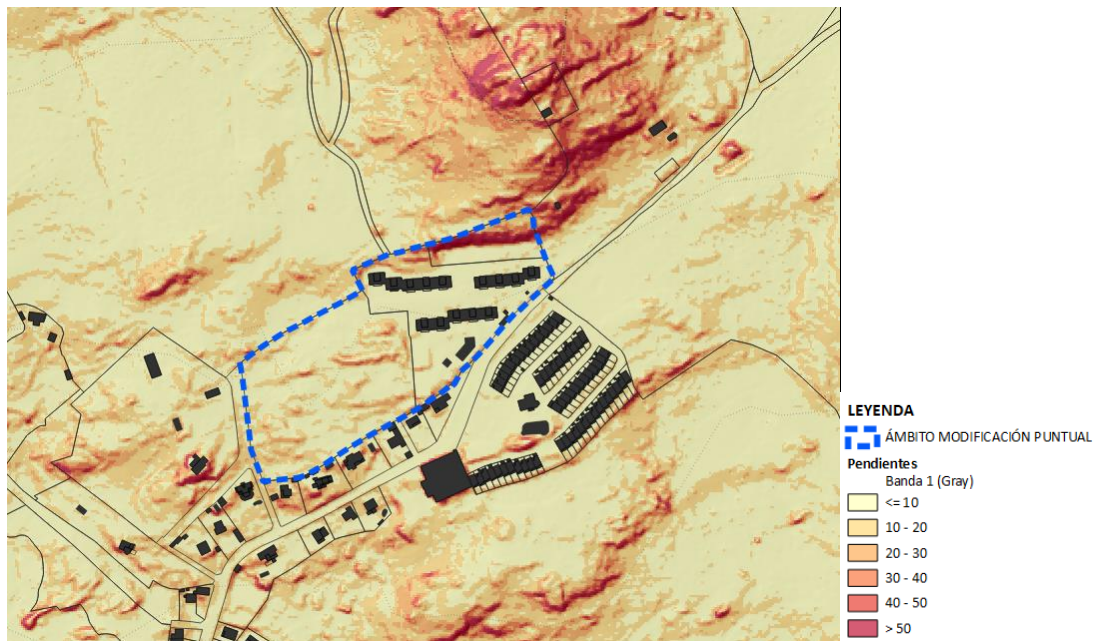 LEYENDA
ÁMBITO MODIFICACIÓN PUNTUAL
Pendientes
Banda 1 (Gray)
<= 10
10 - 20
20 - 30
30 - 40
40 - 50
> 50